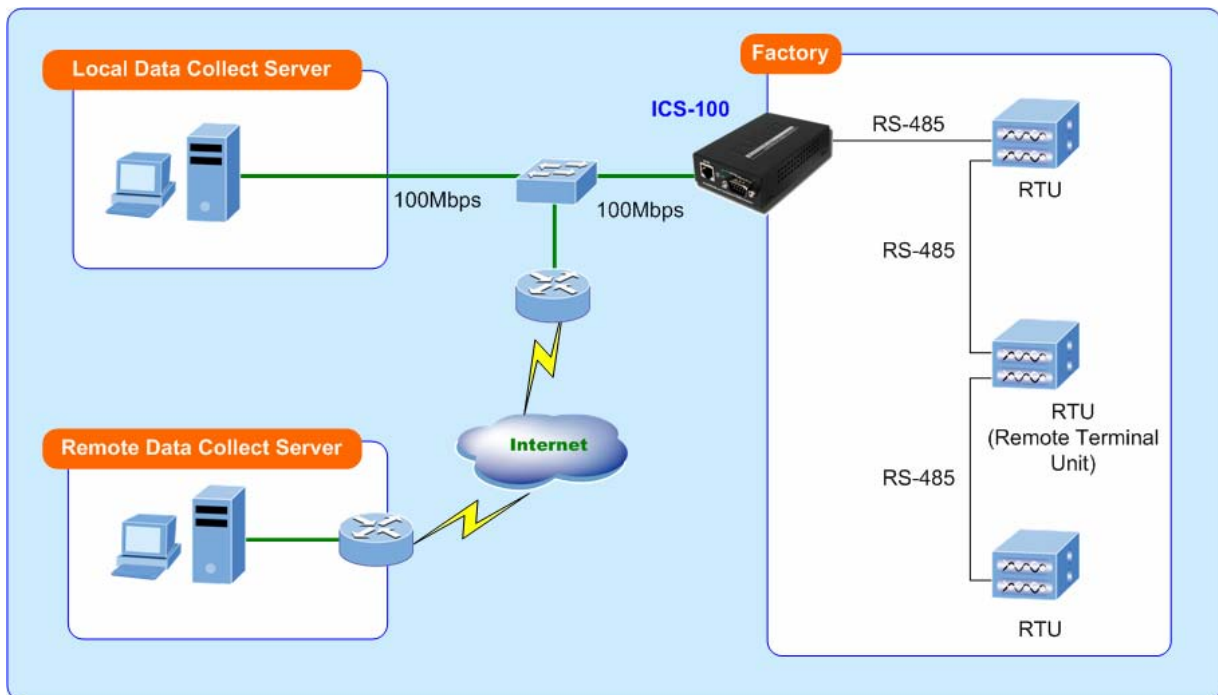 Local Data Collect Server
Factory
ICS-100
RS-485
RTU
100Mbps
100Mbps
RS-485
RTU
(Remote Terminal
Unit)
Internet
Remote Data Collect Server
RS-485
RTU